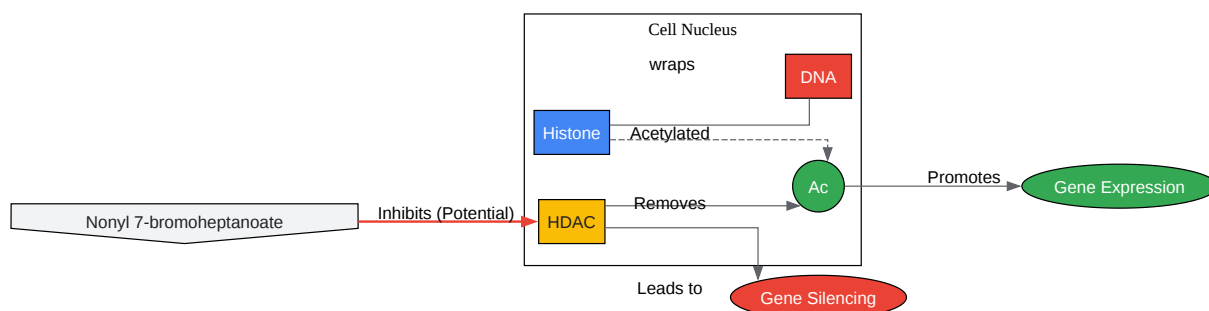 Cell Nucleus
wraps
DNA
Histone
Acetylated
Ac
Promotes
Gene Expression
Nonyl 7-bromoheptanoate
Inhibits (Potential)
HDAC
Removes
Leads to
Gene Silencing